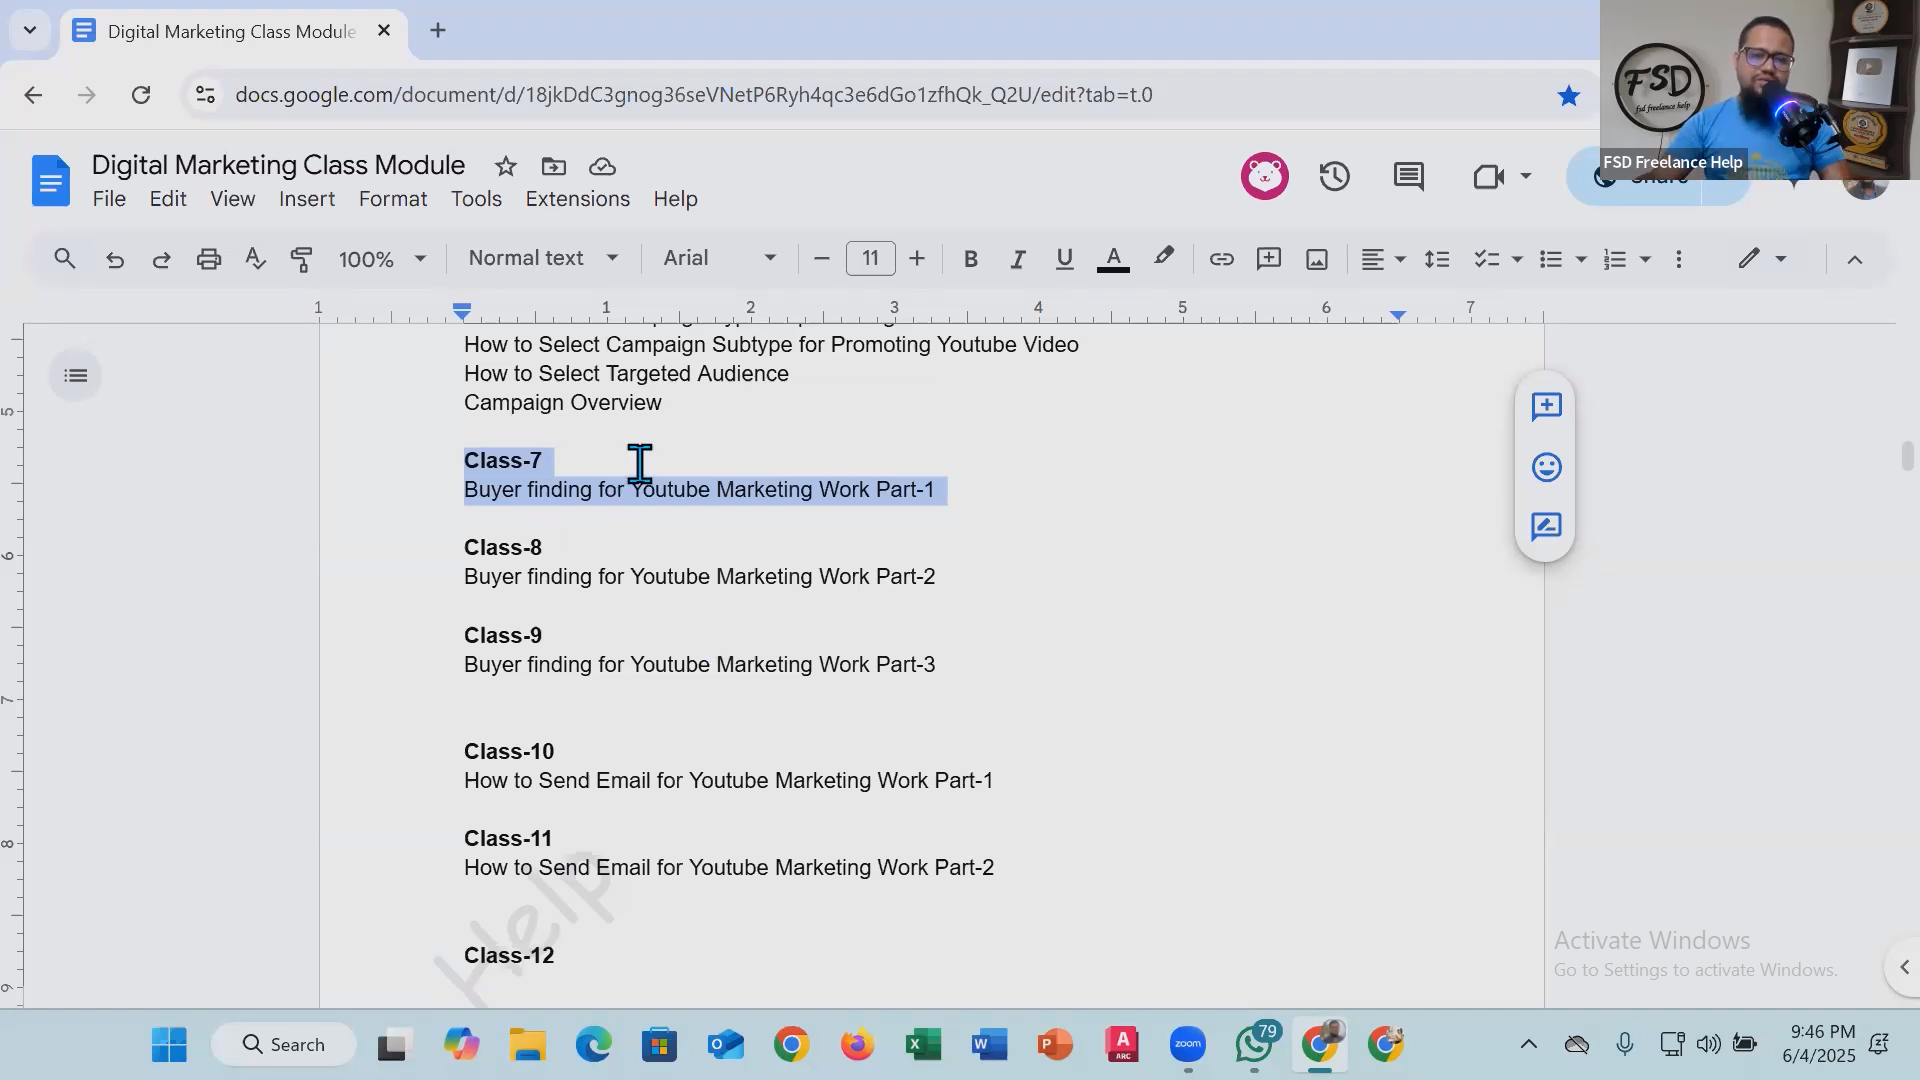 Digital Marketing Class Module
docs.google.com/document/d/18jkDdC3gnog36seVNetP6Ryh4qc3e6dGo1zfhQk_Q2U/edit?tab=t.0
FSD
fsd freelance help
FSD Freelance Help
Digital Marketing Class Module
File Edit View Insert Format Tools Extensions Help
100% Normal text Arial 11
1 1 2 3 4 5 6 7
How to Select Campaign Subtype for Promoting Youtube Video
How to Select Targeted Audience
Campaign Overview
Class-7
Buyer finding for Youtube Marketing Work Part-1
Class-8
Buyer finding for Youtube Marketing Work Part-2
Class-9
Buyer finding for Youtube Marketing Work Part-3
Class-10
How to Send Email for Youtube Marketing Work Part-1
Class-11
How to Send Email for Youtube Marketing Work Part-2
Class-12
Help
5
6
7
8
9
Activate Windows
Go to Settings to activate Windows.
Search
zoom
79
9:46 PM
6/4/2025